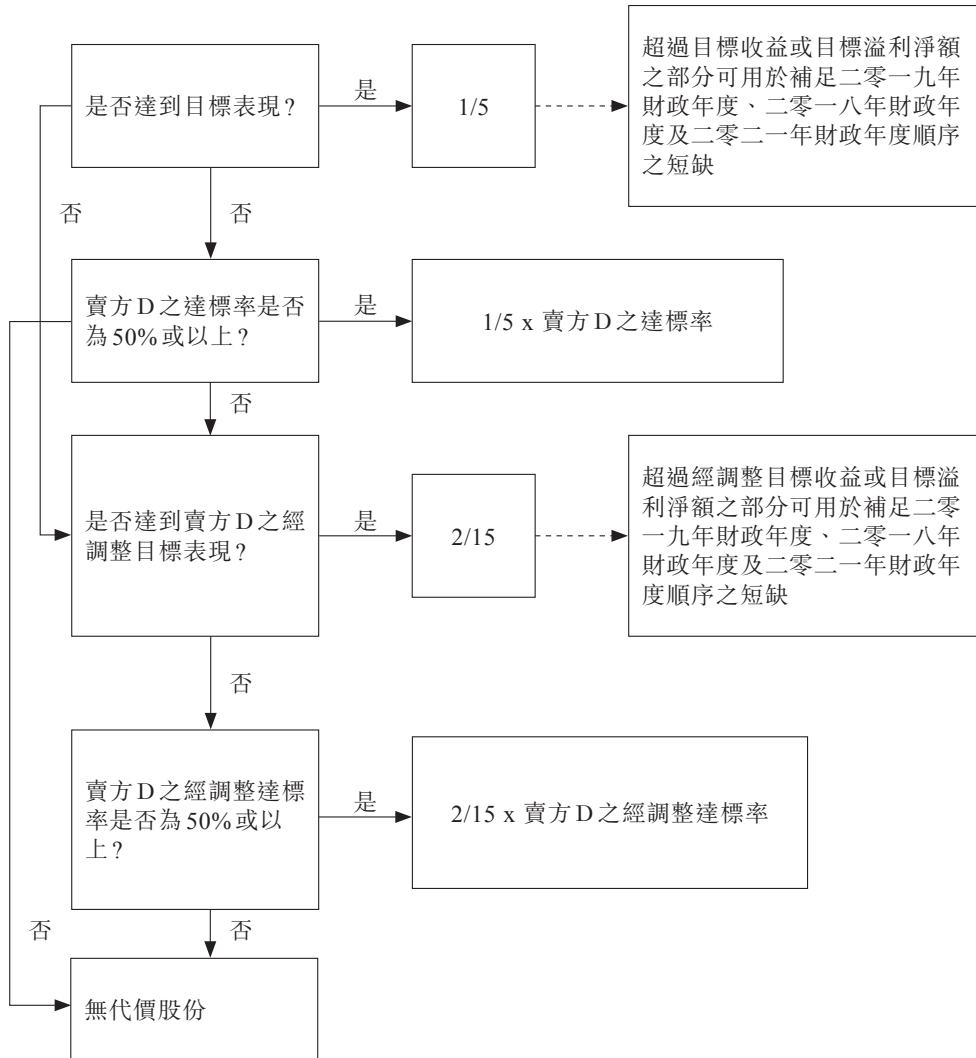 是否達到目標表現？
是
1/5
超過目標收益或目標溢利淨額
之部分可用於補足二零一九年
財政年度、二零一八年財政年
度及二零二一年財政年度順序
之短缺
否
否
賣方D之達標率是否
為50%或以上？
是
1/5 x 賣方D之達標率
否
是否達到賣方D之經
調整目標表現？
是
2/15
超過經調整目標收益或目標溢
利淨額之部分可用於補足二零
一九年財政年度、二零一八年
財政年度及二零二一年財政年
度順序之短缺
否
賣方D之經調整達標
率是否為50%或以
上？
是
2/15 x 賣方D之經調整達標率
否
否
無代價股份